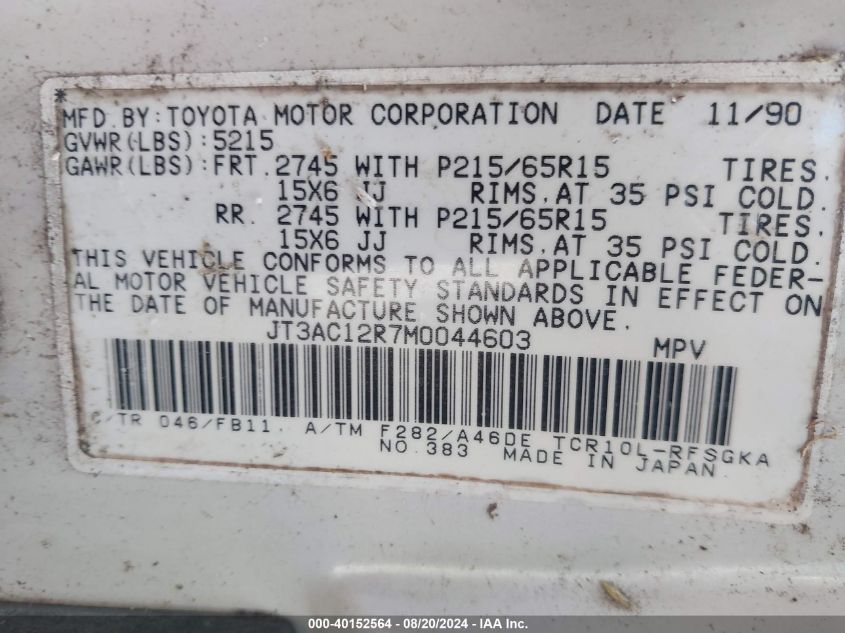 MFD. BY: TOYOTA MOTOR CORPORATION DATE 11/90
GVWR(LBS): 5215
GAWR(LBS): FRT. 2745 WITH P215/65R15 TIRES.
15X6 JJ RIMS. AT 35 PSI COLD.
RR. 2745 WITH P215/65R15 TIRES.
15X6 JJ RIMS. AT 35 PSI COLD.
THIS VEHICLE CONFORMS TO ALL APPLICABLE FEDER-
AL MOTOR VEHICLE SAFETY STANDARDS IN EFFECT ON
THE DATE OF MANUFACTURE SHOWN ABOVE.
JT3AC12R7M0044603 MPV
C/TR 046/FB11. A/TM F282/A46DE TCR10L-RFSGKA
NO.383 MADE IN JAPAN
000-40152564 - 08/20/2024 - IAA Inc.